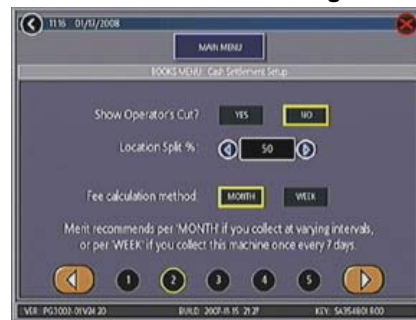 11:16 01/17/2008
MAIN MENU
BOOKS MENU: Cash Settlement Setup
Show Operator's Cut? YES NO
Location Split %: 50
Fee calculation method: MONTH WEEK
Merit recommends per 'MONTH' if you collect at varying intervals,
or per 'WEEK' if you collect this machine once every 7 days.
1 2 3 4 5
BUILD: 2007-11-15 21:27